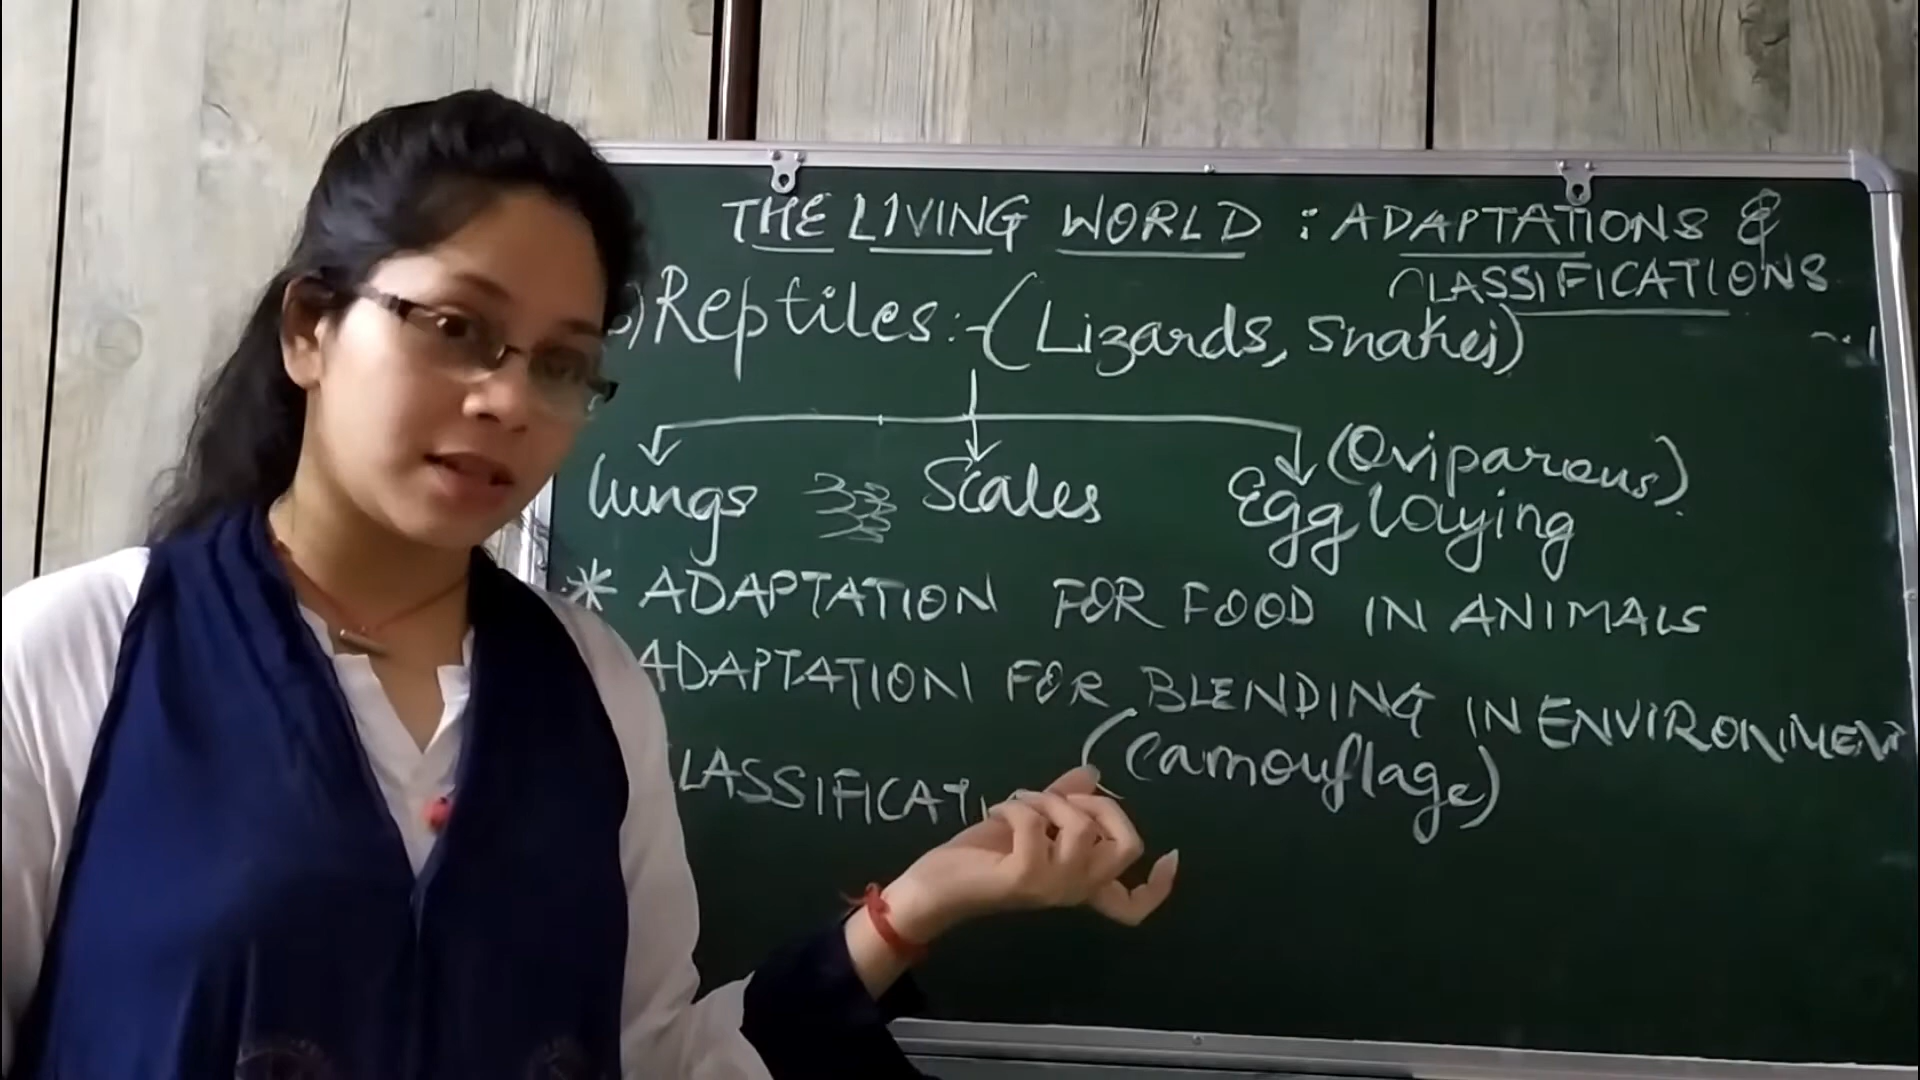 THE LIVING WORLD : ADAPTATIONS &
CLASSIFICATIONS
Reptiles :- (Lizards, Snakes)
Lungs Scales (Oviparous)
Egg laying
* ADAPTATION FOR FOOD IN ANIMALS
ADAPTATION FOR BLENDING IN ENVIRONMENT
(Camouflage)